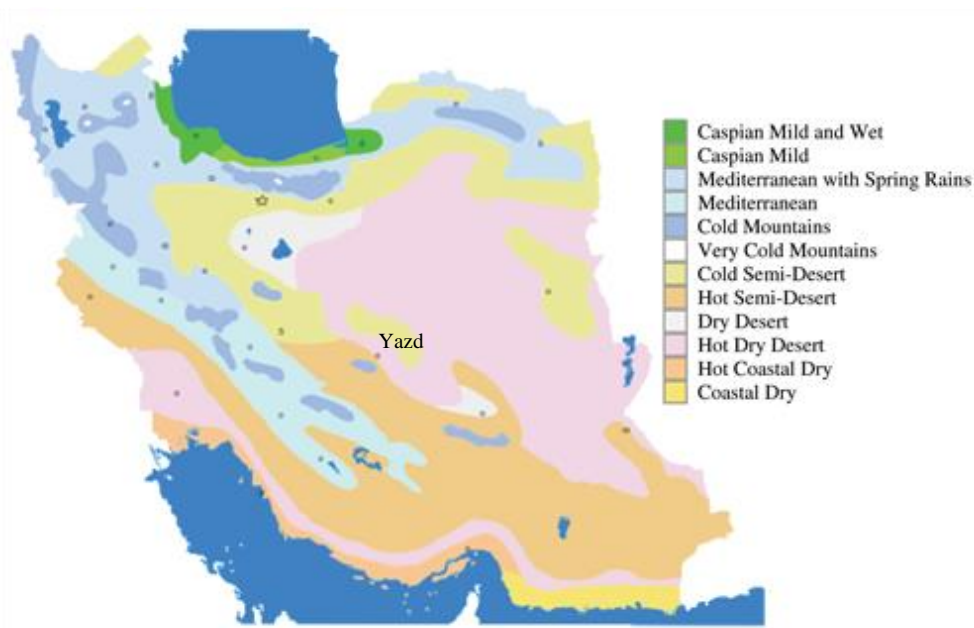 Yazd
Caspian Mild and Wet
Caspian Mild
Mediterranean with Spring Rains
Mediterranean
Cold Mountains
Very Cold Mountains
Cold Semi-Desert
Hot Semi-Desert
Dry Desert
Hot Dry Desert
Hot Coastal Dry
Coastal Dry